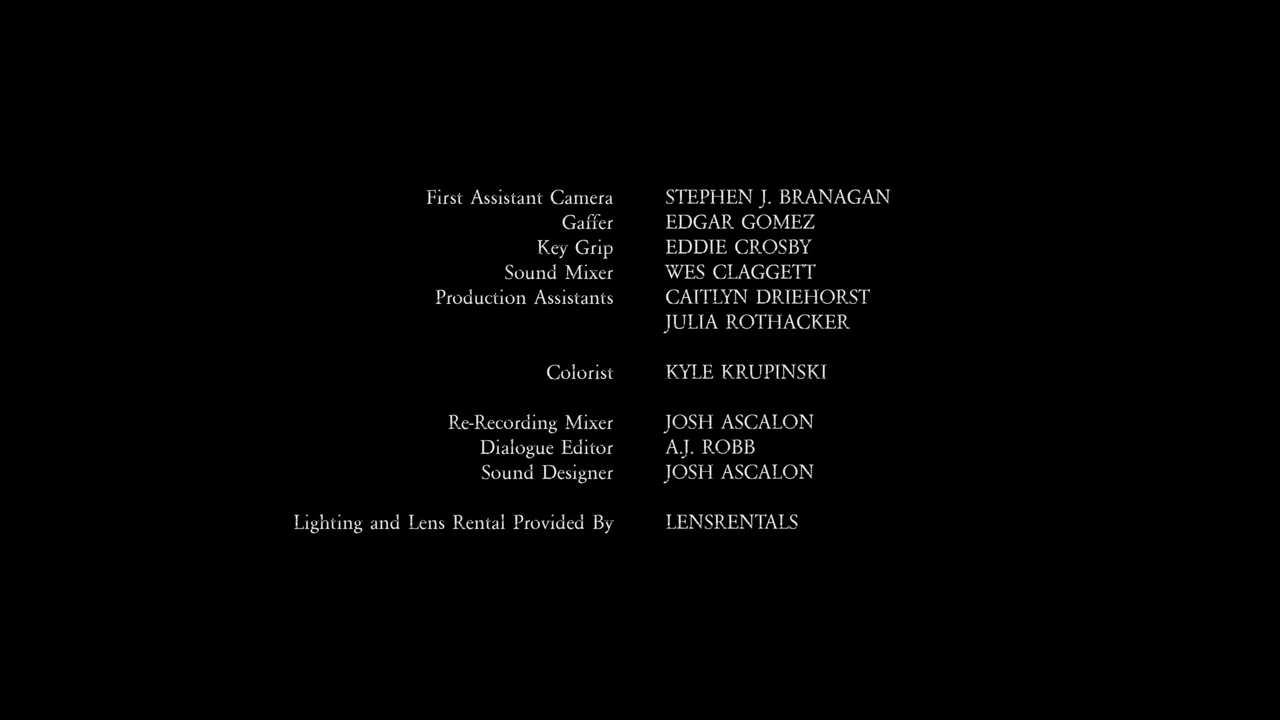 First Assistant Camera STEPHEN J. BRANAGAN
Gaffer EDGAR GOMEZ
Key Grip EDDIE CROSBY
Sound Mixer WES CLAGGETT
Production Assistants CAITLYN DRIEHORST
JULIA ROTHACKER
Colorist KYLE KRUPINSKI
Re-Recording Mixer JOSH ASCALON
Dialogue Editor A.J. ROBB
Sound Designer JOSH ASCALON
Lighting and Lens Rental Provided By LENSRENTALS